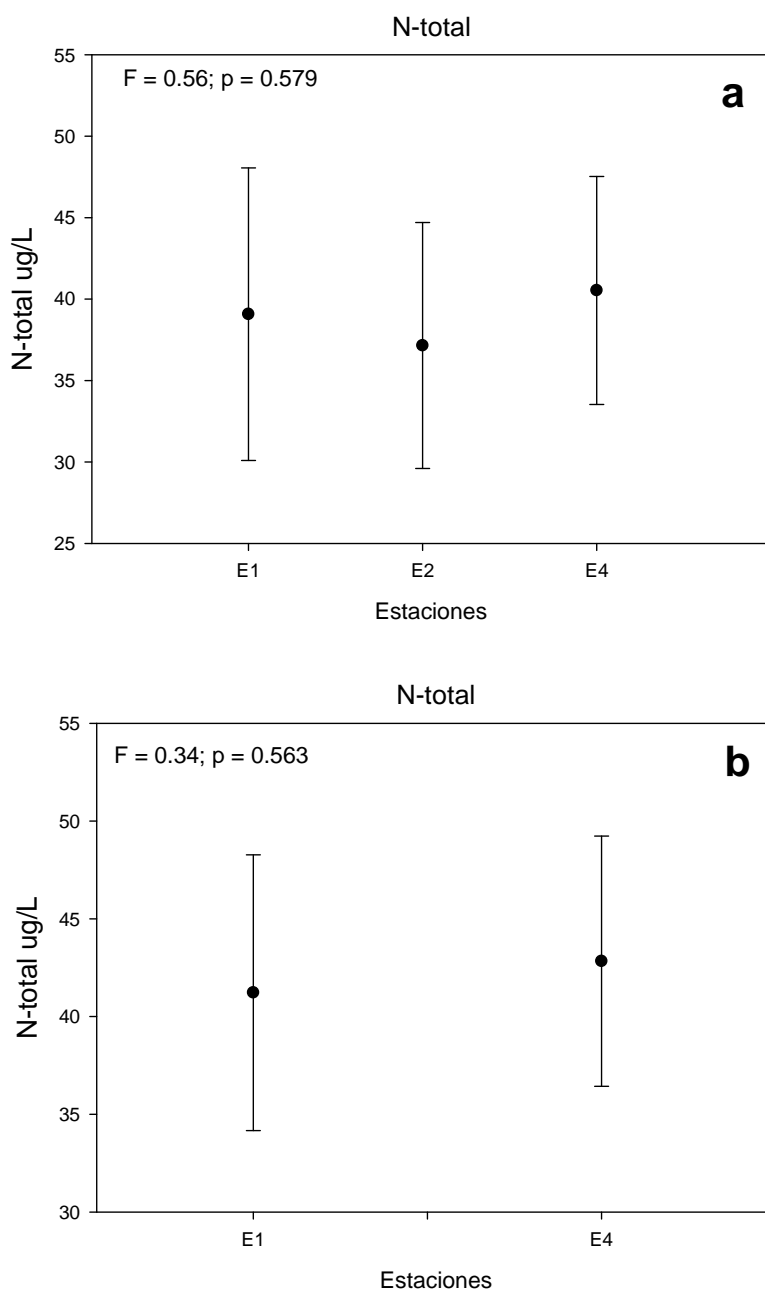 N-total
F = 0.56; p = 0.579
a
N-total ug/L
55
50
45
40
35
30
25
E1 E2 E4
Estaciones
N-total
F = 0.34; p = 0.563
b
N-total ug/L
55
50
45
40
35
30
E1 E4
Estaciones